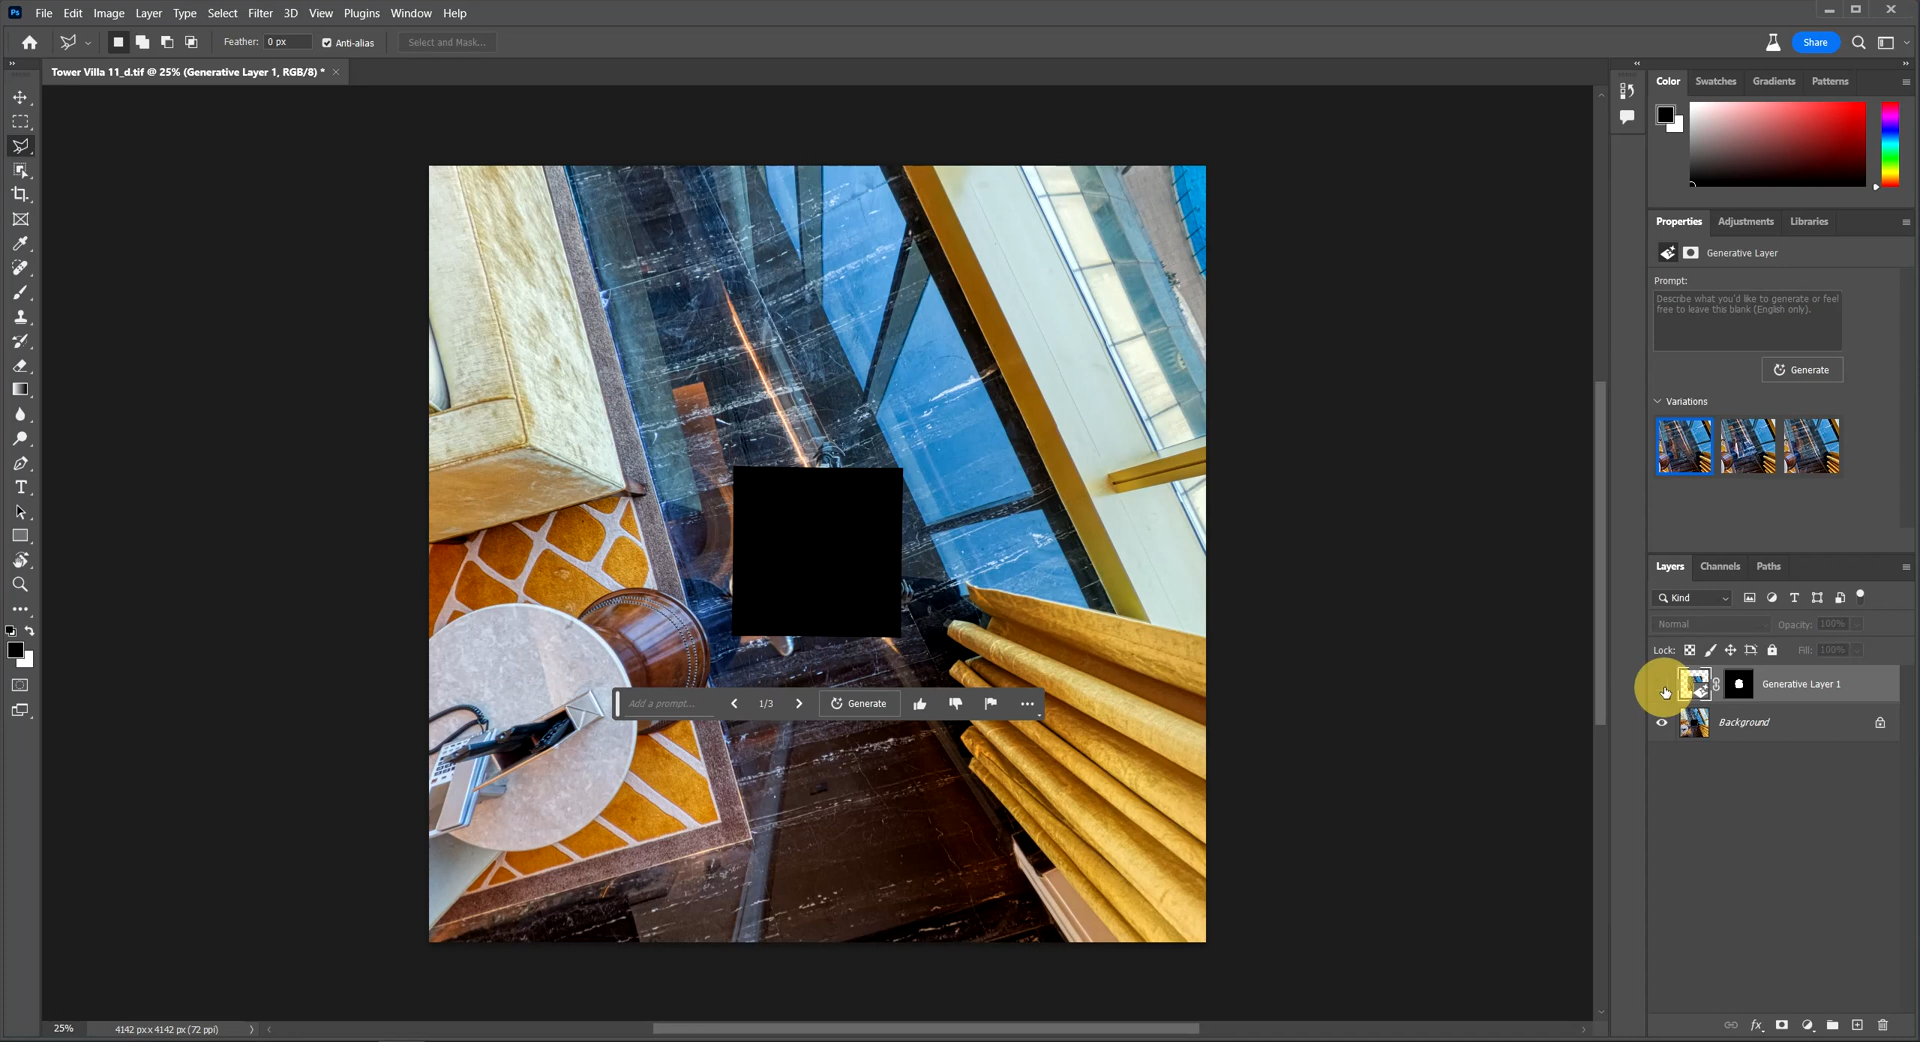 Ps File Edit Image Layer Type Select Filter 3D View Plugins Window Help
Feather: 0 px Anti-alias Select and Mask... Share
Tower Villa 11_d.tif @ 25% (Generative Layer 1, RGB/8) * ×
Color Swatches Gradients Patterns
Properties Adjustments Libraries
Generative Layer
Prompt:
Describe what you'd like to generate or feel
free to leave this blank (English only).
Generate
Variations
Layers Channels Paths
Kind
Normal Opacity: 100%
Lock: Fill: 100%
Generative Layer 1
Background
Add a prompt... 1/3 Generate
25% 4142 px x 4142 px (72 ppi)
fx